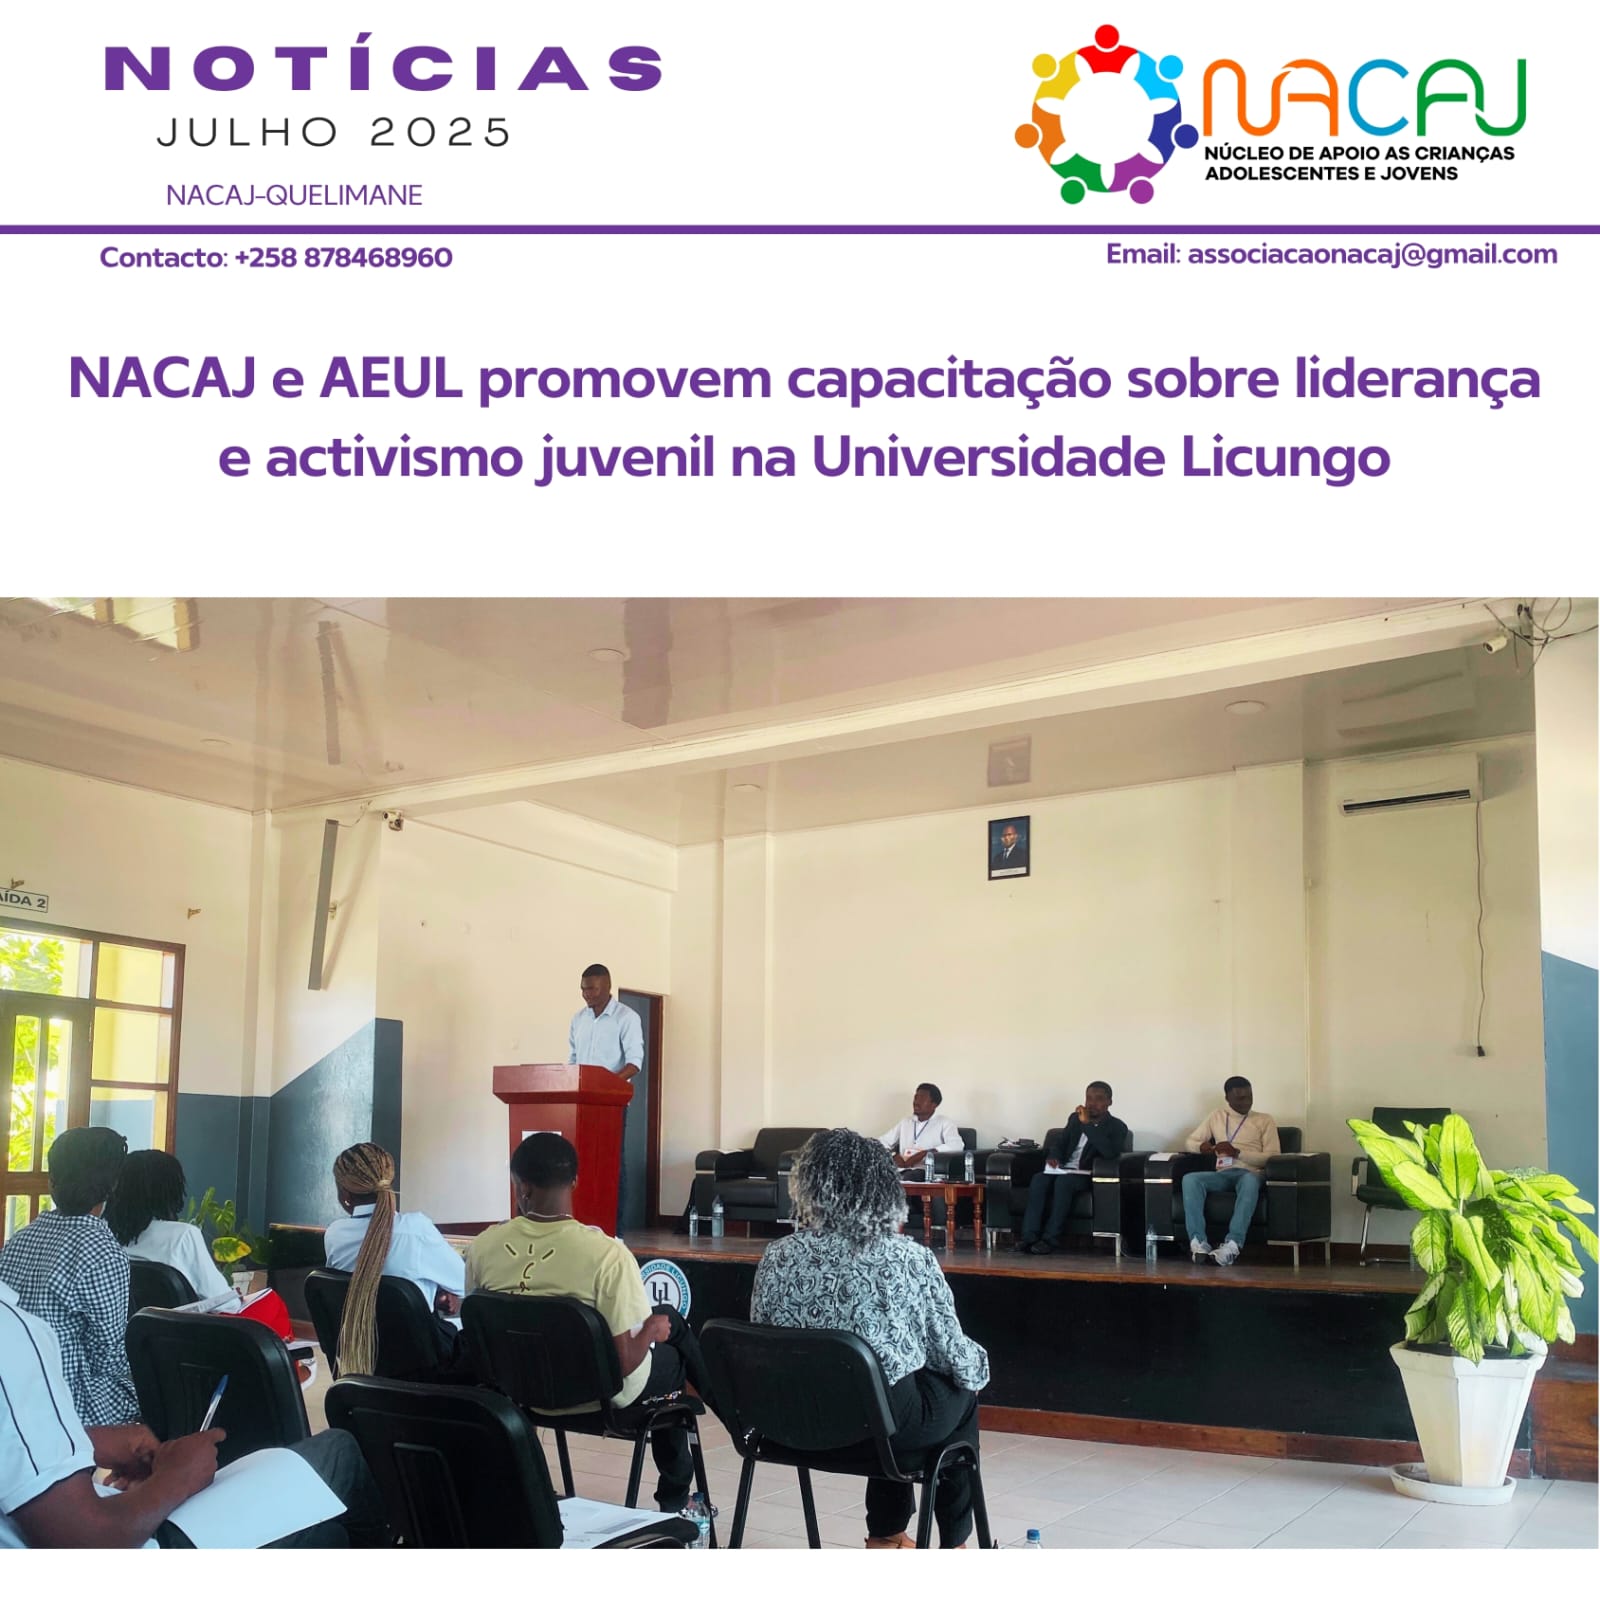 NOTÍCIAS
JULHO 2025
NACAJ-QUELIMANE
NACAJ
NÚCLEO DE APOIO AS CRIANÇAS
ADOLESCENTES E JOVENS
Contacto: +258 878468960
Email: associacaonacaj@gmail.com
NACAJ e AEUL promovem capacitação sobre liderança
e activismo juvenil na Universidade Licungo
AÍDA 2